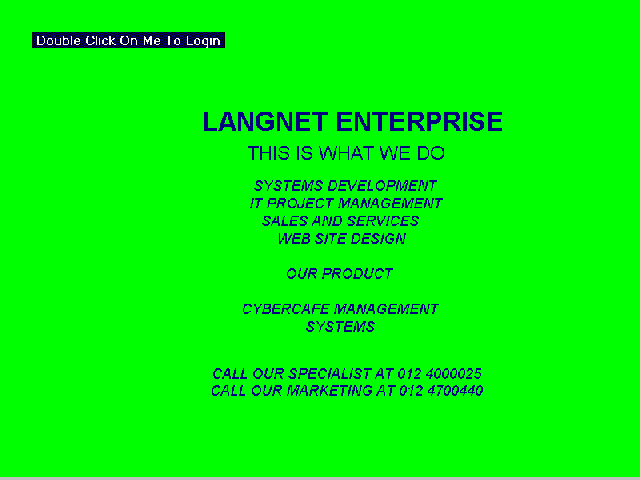 Double Click On Me To Login
LANGNET ENTERPRISE
THIS IS WHAT WE DO
SYSTEMS DEVELOPMENT
IT PROJECT MANAGEMENT
SALES AND SERVICES
WEB SITE DESIGN
OUR PRODUCT
CYBERCAFE MANAGEMENT
SYSTEMS
CALL OUR SPECIALIST AT 012 4000025
CALL OUR MARKETING AT 012 4700440